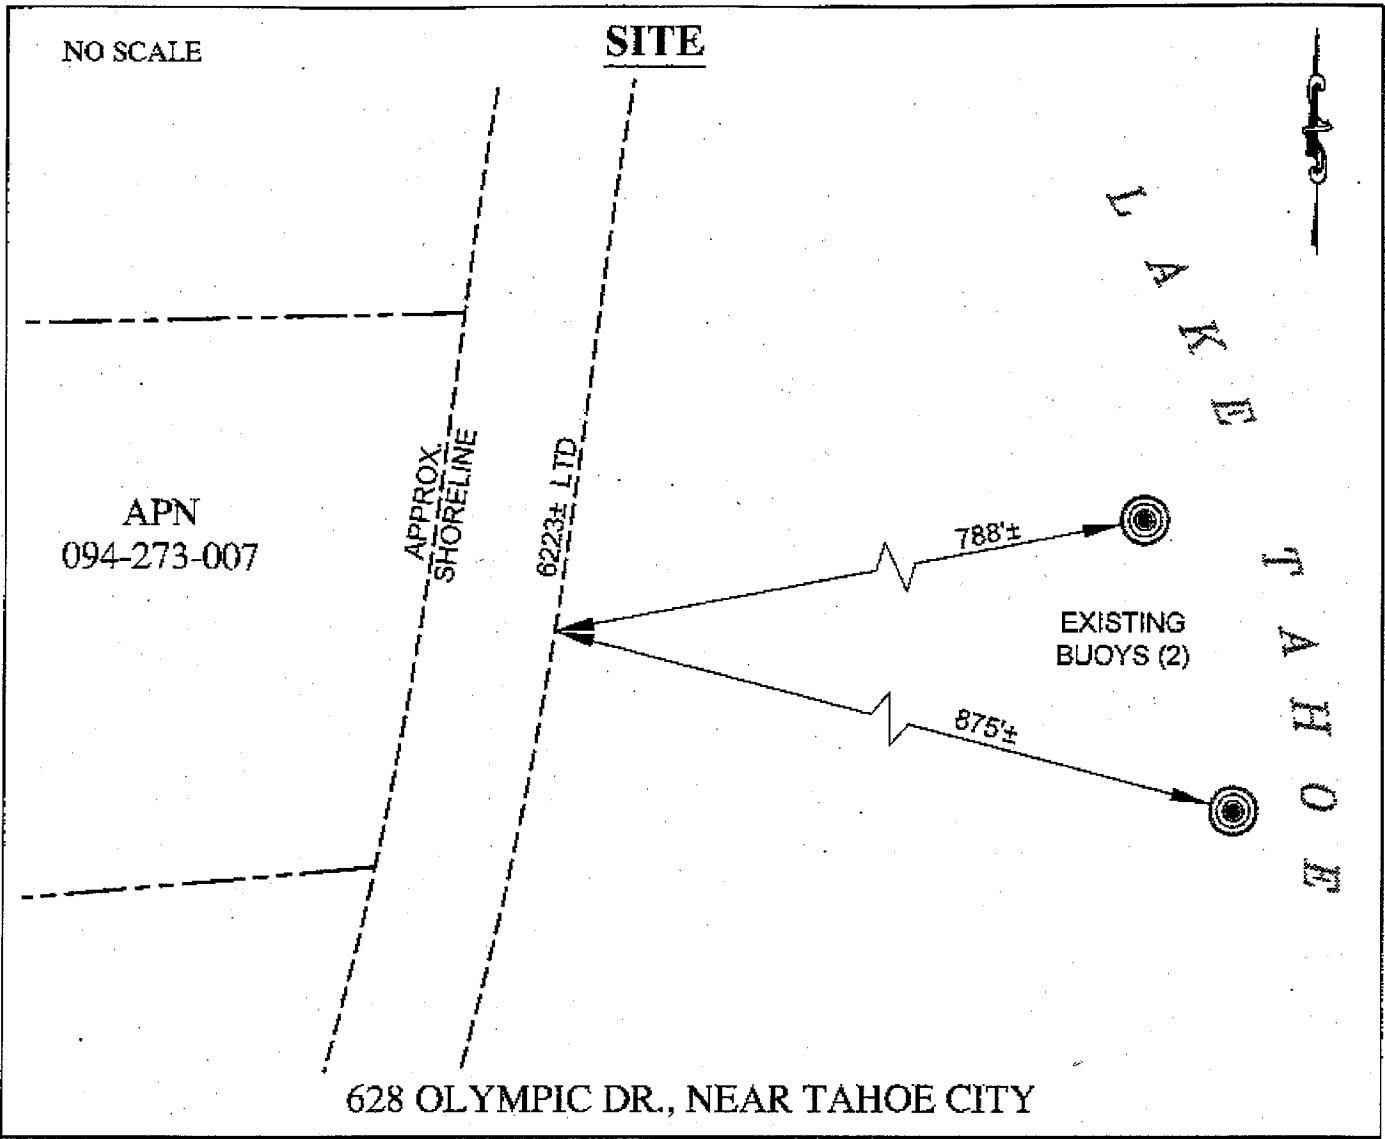 NO SCALE
SITE
LAKE TAHOE
APPROX.
SHORELINE
6223± LTD
APN
094-273-007
788'±
EXISTING
BUOYS (2)
875'±
628 OLYMPIC DR., NEAR TAHOE CITY